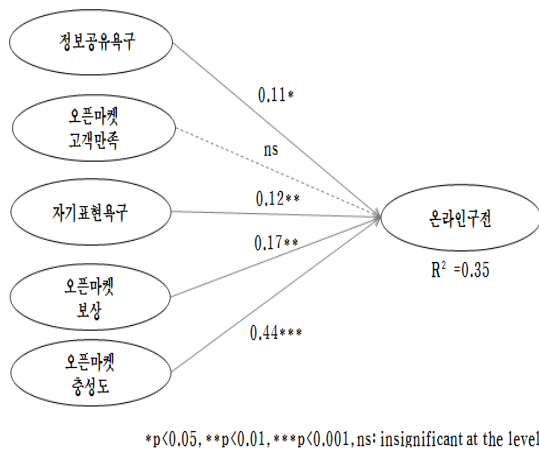 정보공유욕구
0.11*
오픈마켓
고객만족
ns
자기표현욕구
0.12**
온라인구전
0.17**
R² =0.35
오픈마켓
보상
0.44***
오픈마켓
충성도
*p<0.05, **p<0.01, ***p<0.001, ns: insignificant at the level